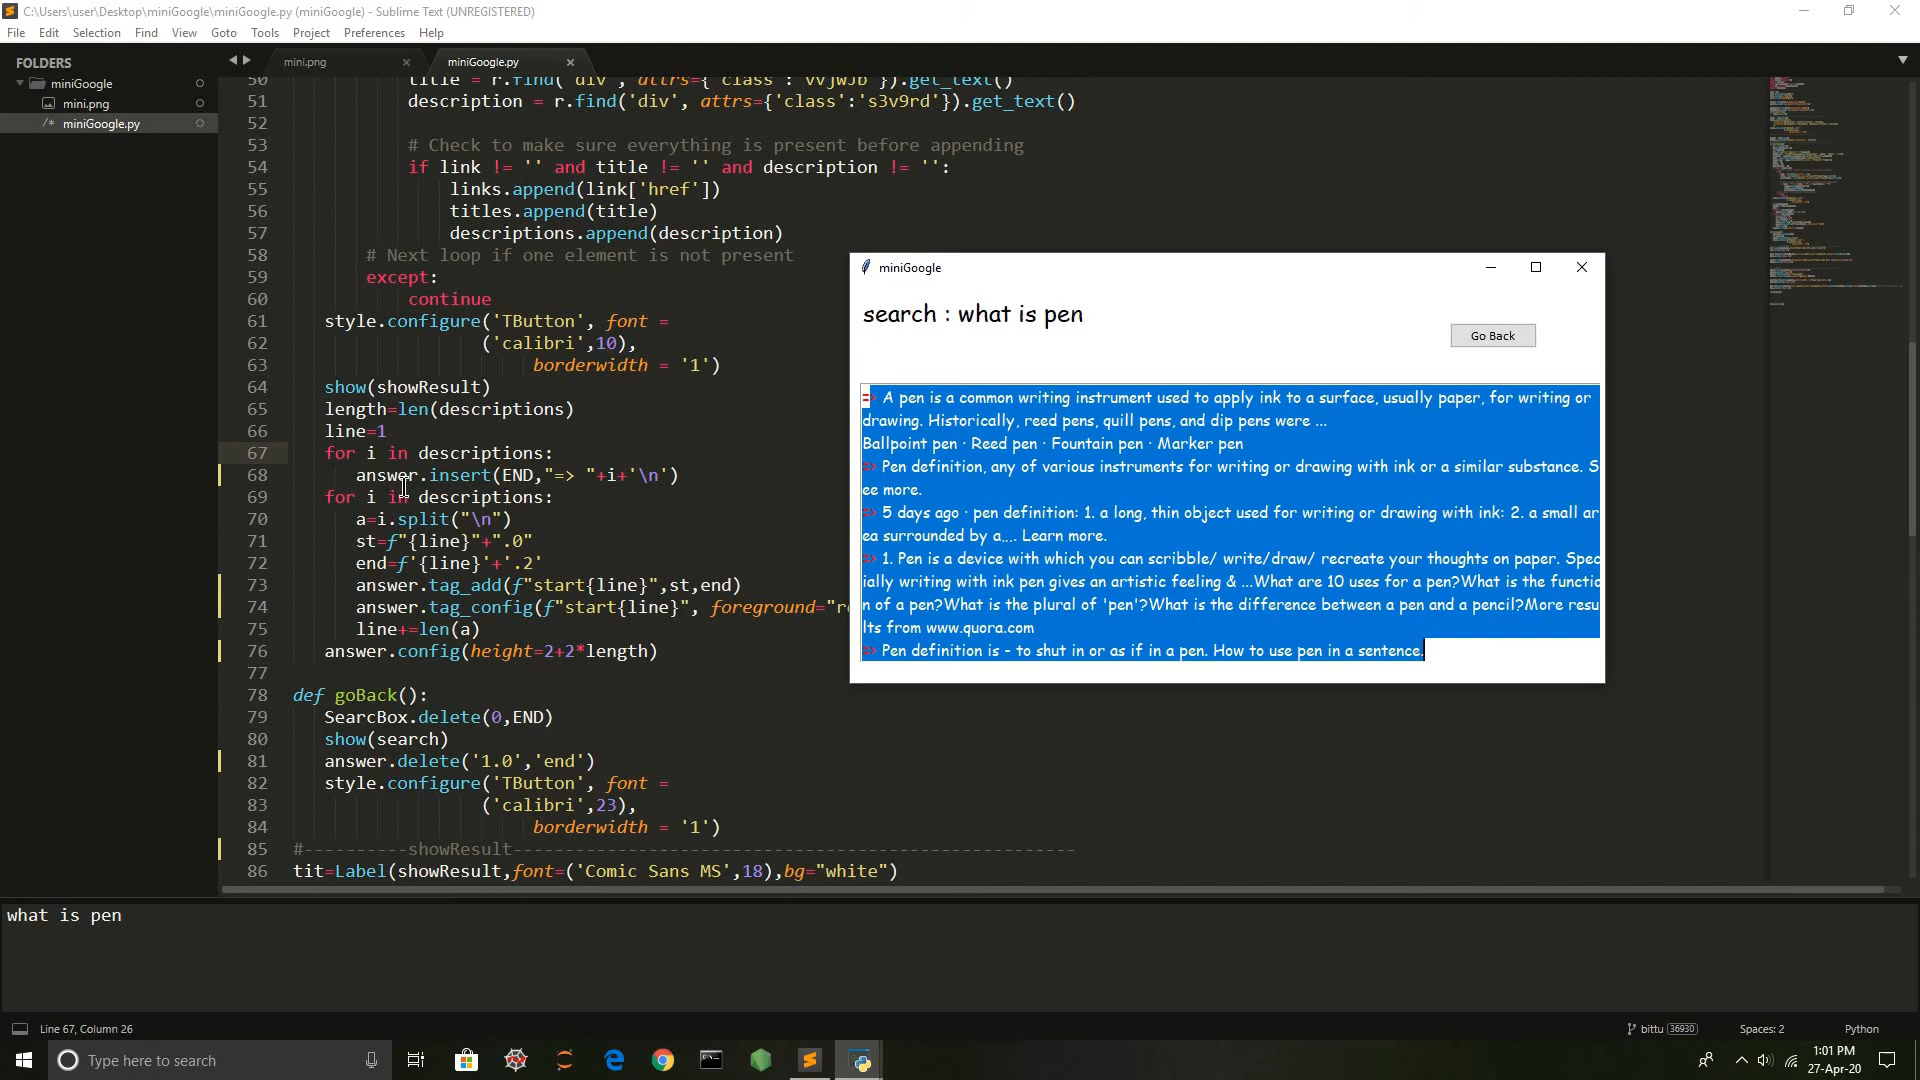 C:\Users\user\Desktop\miniGoogle\miniGoogle.py (miniGoogle) - Sublime Text (UNREGISTERED)
File Edit Selection Find View Goto Tools Project Preferences Help
FOLDERS
miniGoogle
mini.png
/* miniGoogle.py
mini.png
miniGoogle.py
50 title = r.find('div', attrs={'class':'vvjwJb'}).get_text()
51 description = r.find('div', attrs={'class':'s3v9rd'}).get_text()
52
53 # Check to make sure everything is present before appending
54 if link != '' and title != '' and description != '':
55 links.append(link['href'])
56 titles.append(title)
57 descriptions.append(description)
58 # Next loop if one element is not present
59 except:
60 continue
61 style.configure('TButton', font =
62 ('calibri',10),
63 borderwidth = '1')
64 show(showResult)
65 length=len(descriptions)
66 line=1
67 for i in descriptions:
68 answer.insert(END,"=> "+i+'\n')
69 for i in descriptions:
70 a=i.split("\n")
71 st=f"{line}"+".0"
72 end=f'{line}'+'.2'
73 answer.tag_add(f"start{line}",st,end)
74 answer.tag_config(f"start{line}", foreground="re
75 line+=len(a)
76 answer.config(height=2+2*length)
77
78 def goBack():
79 SearcBox.delete(0,END)
80 show(search)
81 answer.delete('1.0','end')
82 style.configure('TButton', font =
83 ('calibri',23),
84 borderwidth = '1')
85 #----------showResult------------------------------------------------------
86 tit=Label(showResult,font=('Comic Sans MS',18),bg="white")
miniGoogle
search : what is pen
Go Back
=> A pen is a common writing instrument used to apply ink to a surface, usually paper, for writing or
drawing. Historically, reed pens, quill pens, and dip pens were ...
Ballpoint pen · Reed pen · Fountain pen · Marker pen
=> Pen definition, any of various instruments for writing or drawing with ink or a similar substance. S
ee more.
=> 5 days ago · pen definition: 1. a long, thin object used for writing or drawing with ink: 2. a small ar
ea surrounded by a.... Learn more.
=> 1. Pen is a device with which you can scribble/ write/draw/ recreate your thoughts on paper. Spec
ially writing with ink pen gives an artistic feeling & ...What are 10 uses for a pen?What is the functio
n of a pen?What is the plural of 'pen'?What is the difference between a pen and a pencil?More resu
lts from www.quora.com
=> Pen definition is - to shut in or as if in a pen. How to use pen in a sentence.
what is pen
Line 67, Column 26
bittu 36930
Spaces: 2
Python
Type here to search
1:01 PM
27-Apr-20